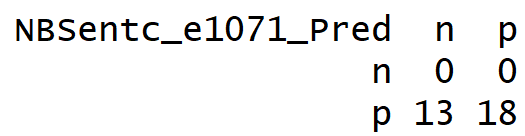 NBSentc_e1071_Pred  n  p
                 n  0  0
                 p 13 18